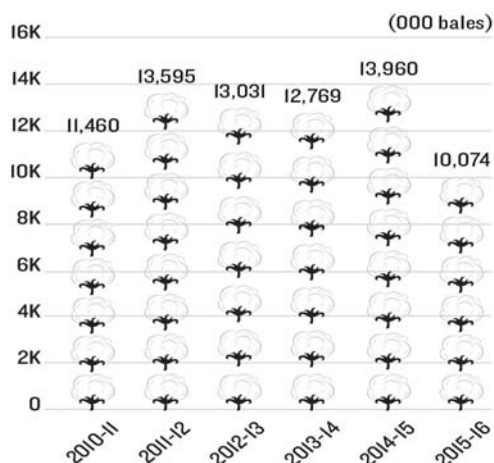 (000 bales)
16K
14K
12K
10K
8K
6K
4K
2K
0
11,460
13,595
13,031
12,769
13,960
10,074
2010-11
2011-12
2012-13
2013-14
2014-15
2015-16